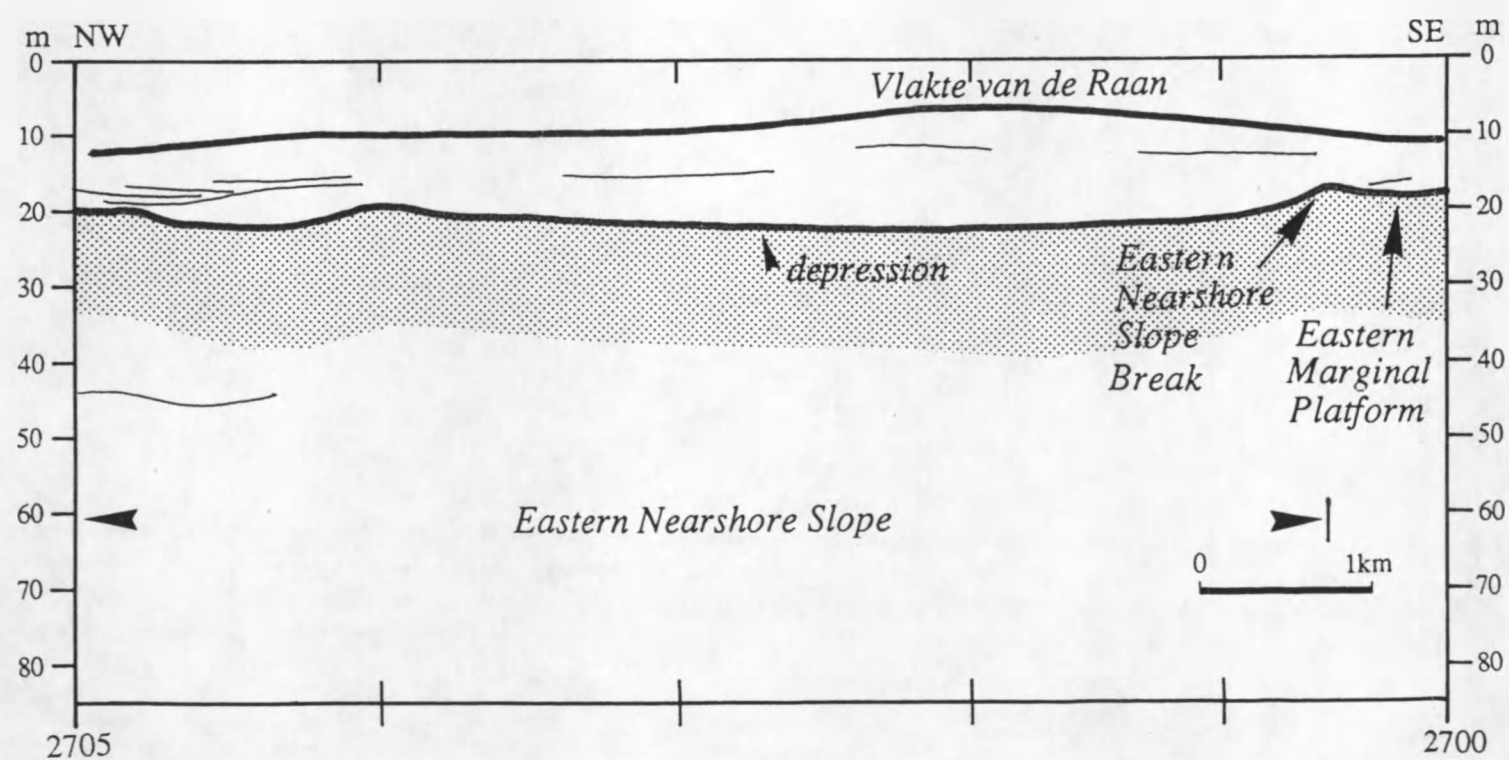 m NW
SE m
0
10
20
30
40
50
60
70
80
0
10
20
30
40
50
60
70
80
Vlakte van de Raan
depression
Eastern
Nearshore
Slope
Break
Eastern
Marginal
Platform
Eastern Nearshore Slope
0 1km
2705
2700